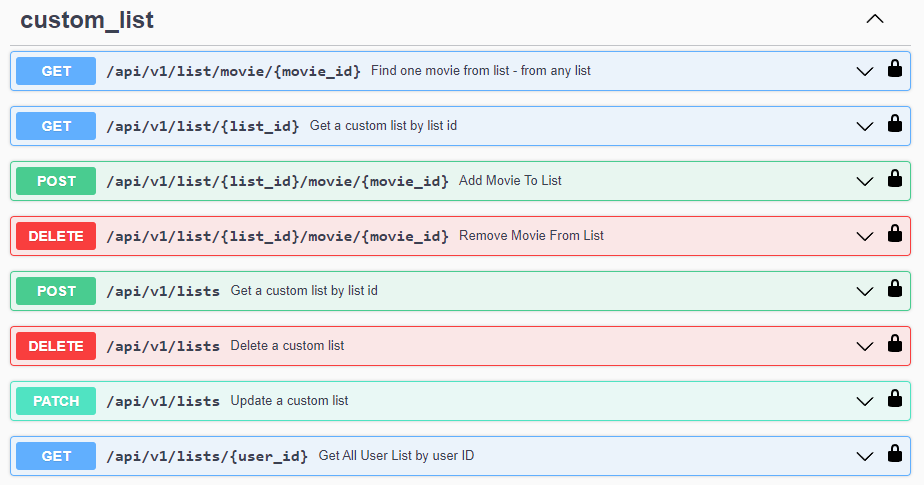 custom_list
GET /api/v1/list/movie/{movie_id} Find one movie from list - from any list
GET /api/v1/list/{list_id} Get a custom list by list id
POST /api/v1/list/{list_id}/movie/{movie_id} Add Movie To List
DELETE /api/v1/list/{list_id}/movie/{movie_id} Remove Movie From List
POST /api/v1/lists Get a custom list by list id
DELETE /api/v1/lists Delete a custom list
PATCH /api/v1/lists Update a custom list
GET /api/v1/lists/{user_id} Get All User List by user ID